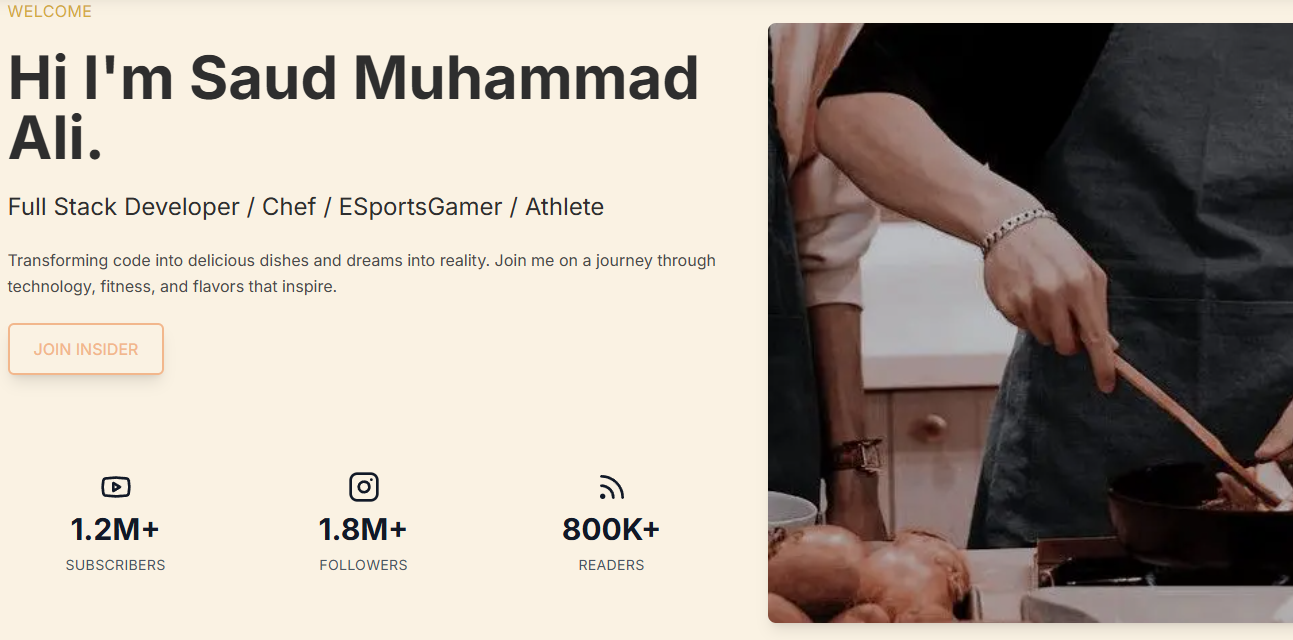 WELCOME
Hi I'm Saud Muhammad
Ali.
Full Stack Developer / Chef / ESportsGamer / Athlete
Transforming code into delicious dishes and dreams into reality. Join me on a journey through
technology, fitness, and flavors that inspire.
JOIN INSIDER
1.2M+
SUBSCRIBERS
1.8M+
FOLLOWERS
800K+
READERS